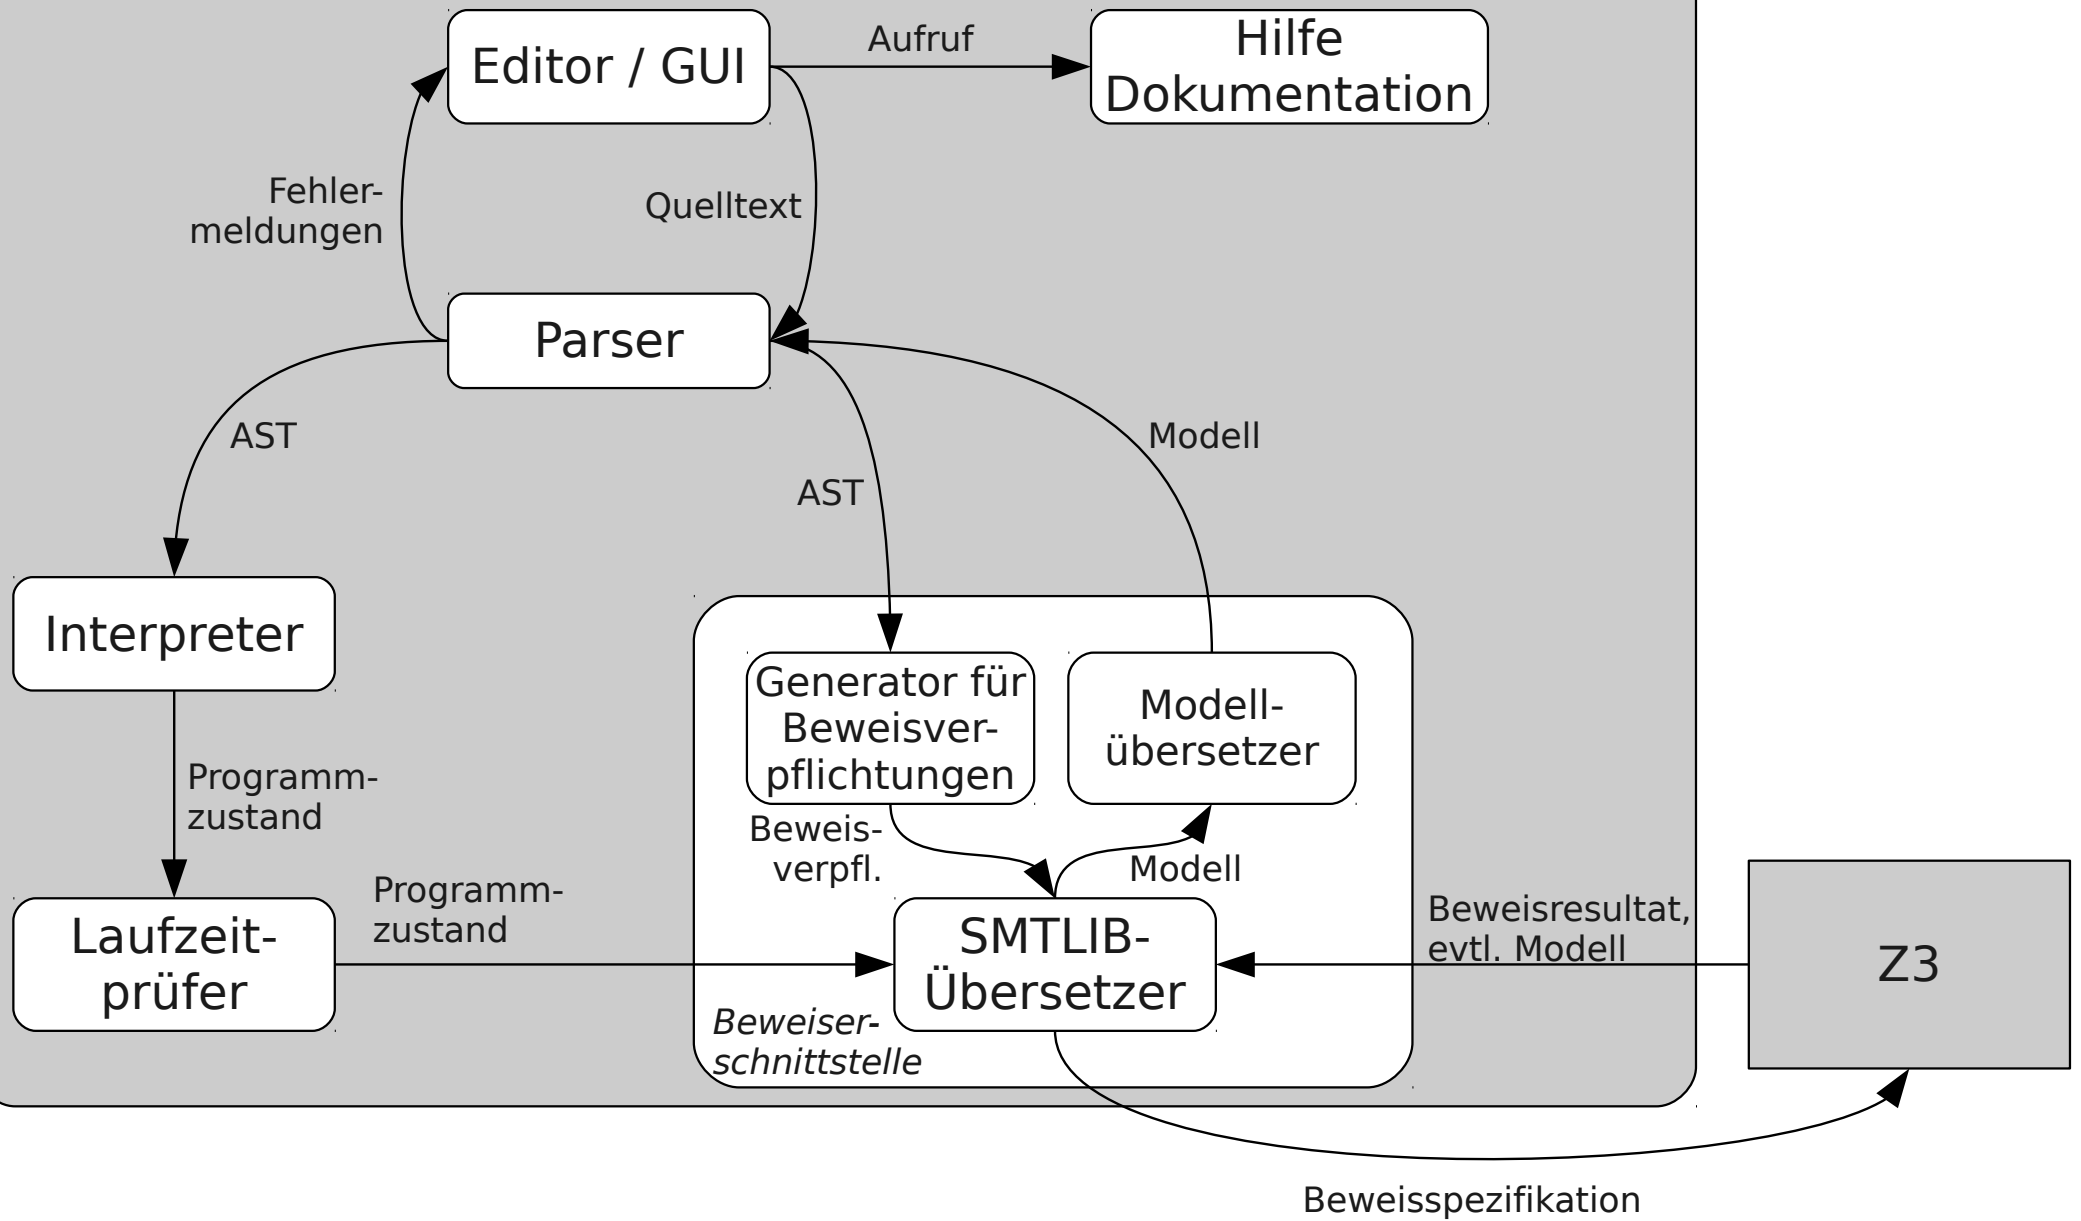 Editor / GUI
Aufruf
Hilfe
Dokumentation
Fehler-
meldungen
Quelltext
Parser
AST
Modell
AST
Interpreter
Generator für
Beweisver-
pflichtungen
Modell-
übersetzer
Programm-
zustand
Beweis-
verpfl.
Modell
Laufzeit-
prüfer
Programm-
zustand
SMTLIB-
Übersetzer
Beweisresultat,
evtl. Modell
Z3
Beweiser-
schnittstelle
Beweisspezifikation